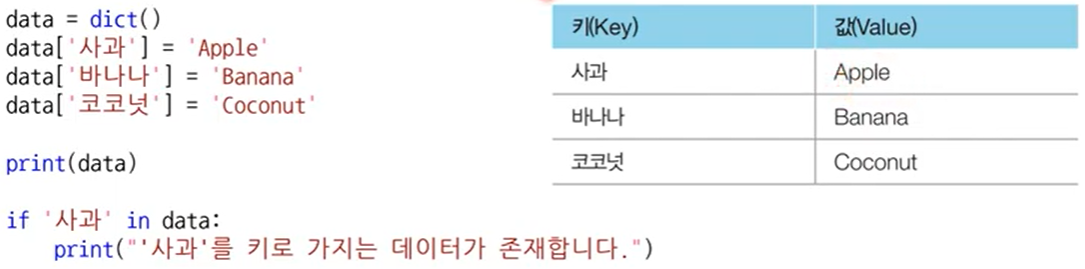 data = dict()
data['사과'] = 'Apple'
data['바나나'] = 'Banana'
data['코코넛'] = 'Coconut'
print(data)
if '사과' in data:
    print("'사과'를 키로 가지는 데이터가 존재합니다.")
키(Key) 값(Value)
사과 Apple
바나나 Banana
코코넛 Coconut